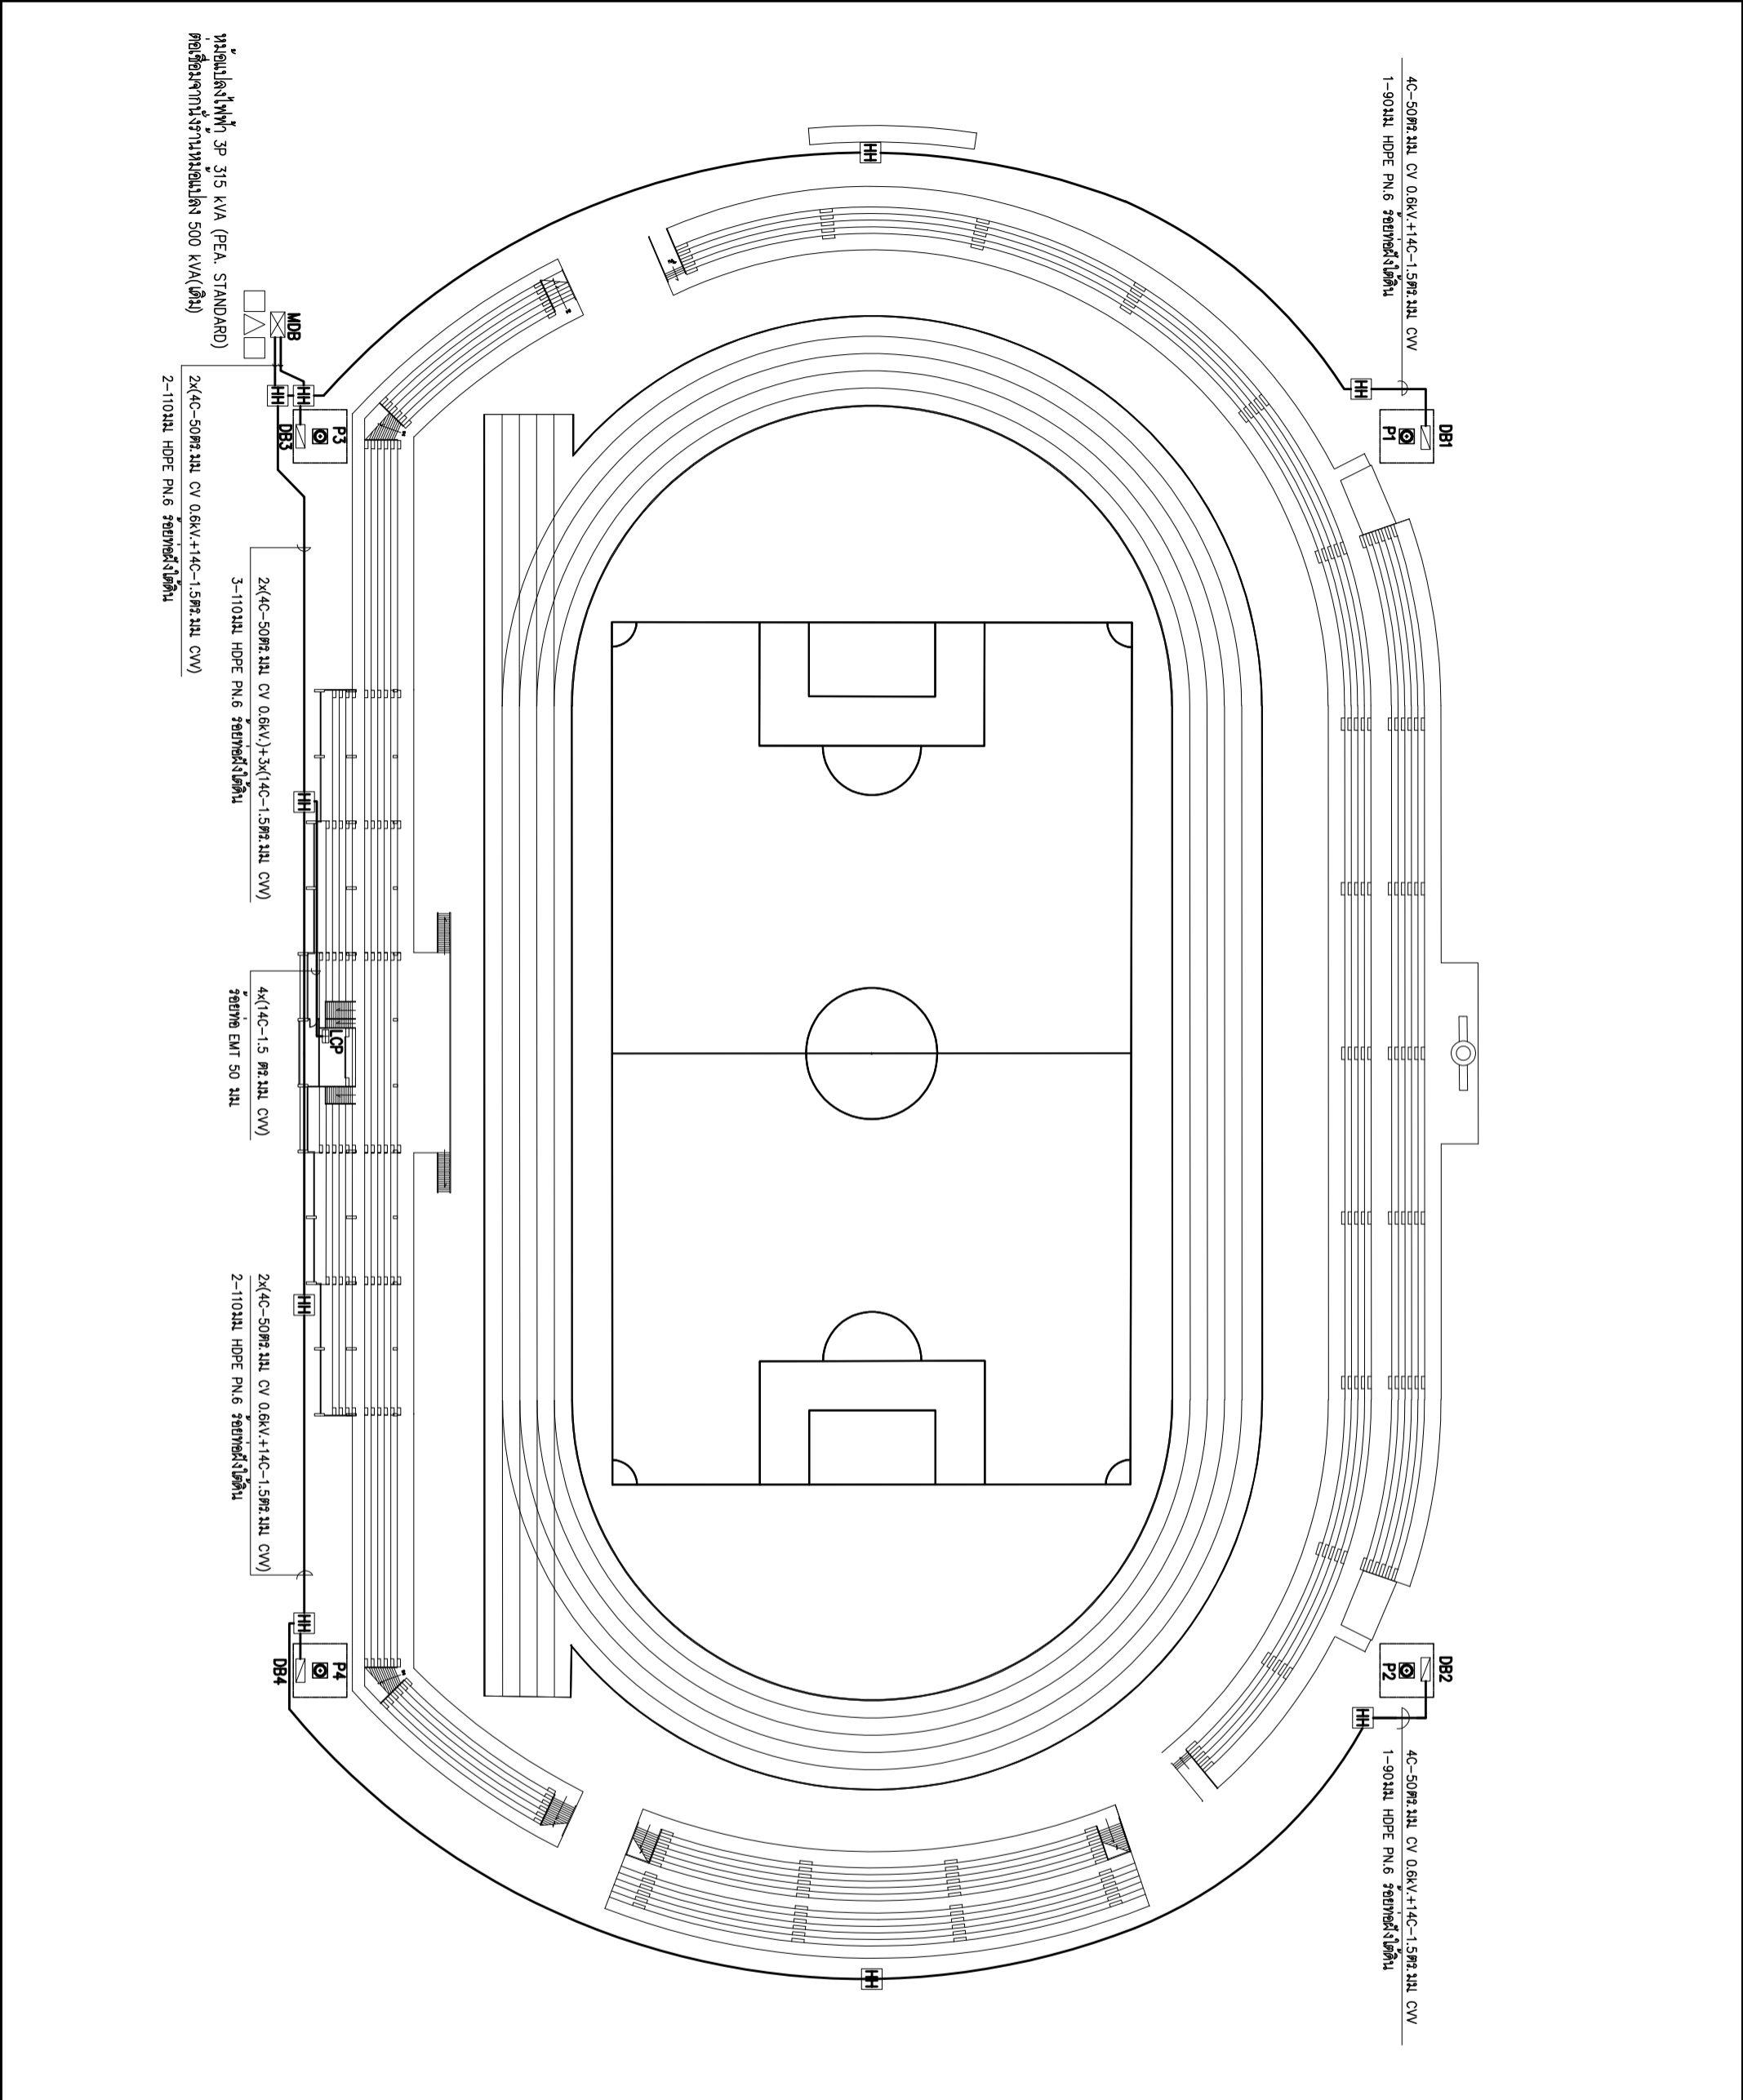 4C-50ตร.มม CV 0.6kV.+14C-1.5ตร.มม CVV
1-90มม HDPE PN.6 ร้อยท่อฝังใต้ดิน
DB1
P1
HH
HH
หม้อแปลงไฟฟ้า 3P 315 kVA (PEA. STANDARD)
ต่อเชื่อมจากนั่งร้านหม้อแปลง 500 kVA(เดิม)
MDB
HH
HH
P3
DB3
2x(4C-50ตร.มม CV 0.6kV.+14C-1.5ตร.มม CVV)
2-110มม HDPE PN.6 ร้อยท่อฝังใต้ดิน
2x(4C-50ตร.มม CV 0.6kV.)+3x(14C-1.5ตร.มม CVV)
3-110มม HDPE PN.6 ร้อยท่อฝังใต้ดิน
HH
LCP
4x(14C-1.5 ตร.มม CVV)
ร้อยท่อ EMT 50 มม
HH
2x(4C-50ตร.มม CV 0.6kV.+14C-1.5ตร.มม CVV)
2-110มม HDPE PN.6 ร้อยท่อฝังใต้ดิน
HH
P4
DB4
DB2
P2
HH
4C-50ตร.มม CV 0.6kV.+14C-1.5ตร.มม CVV
1-90มม HDPE PN.6 ร้อยท่อฝังใต้ดิน
HH